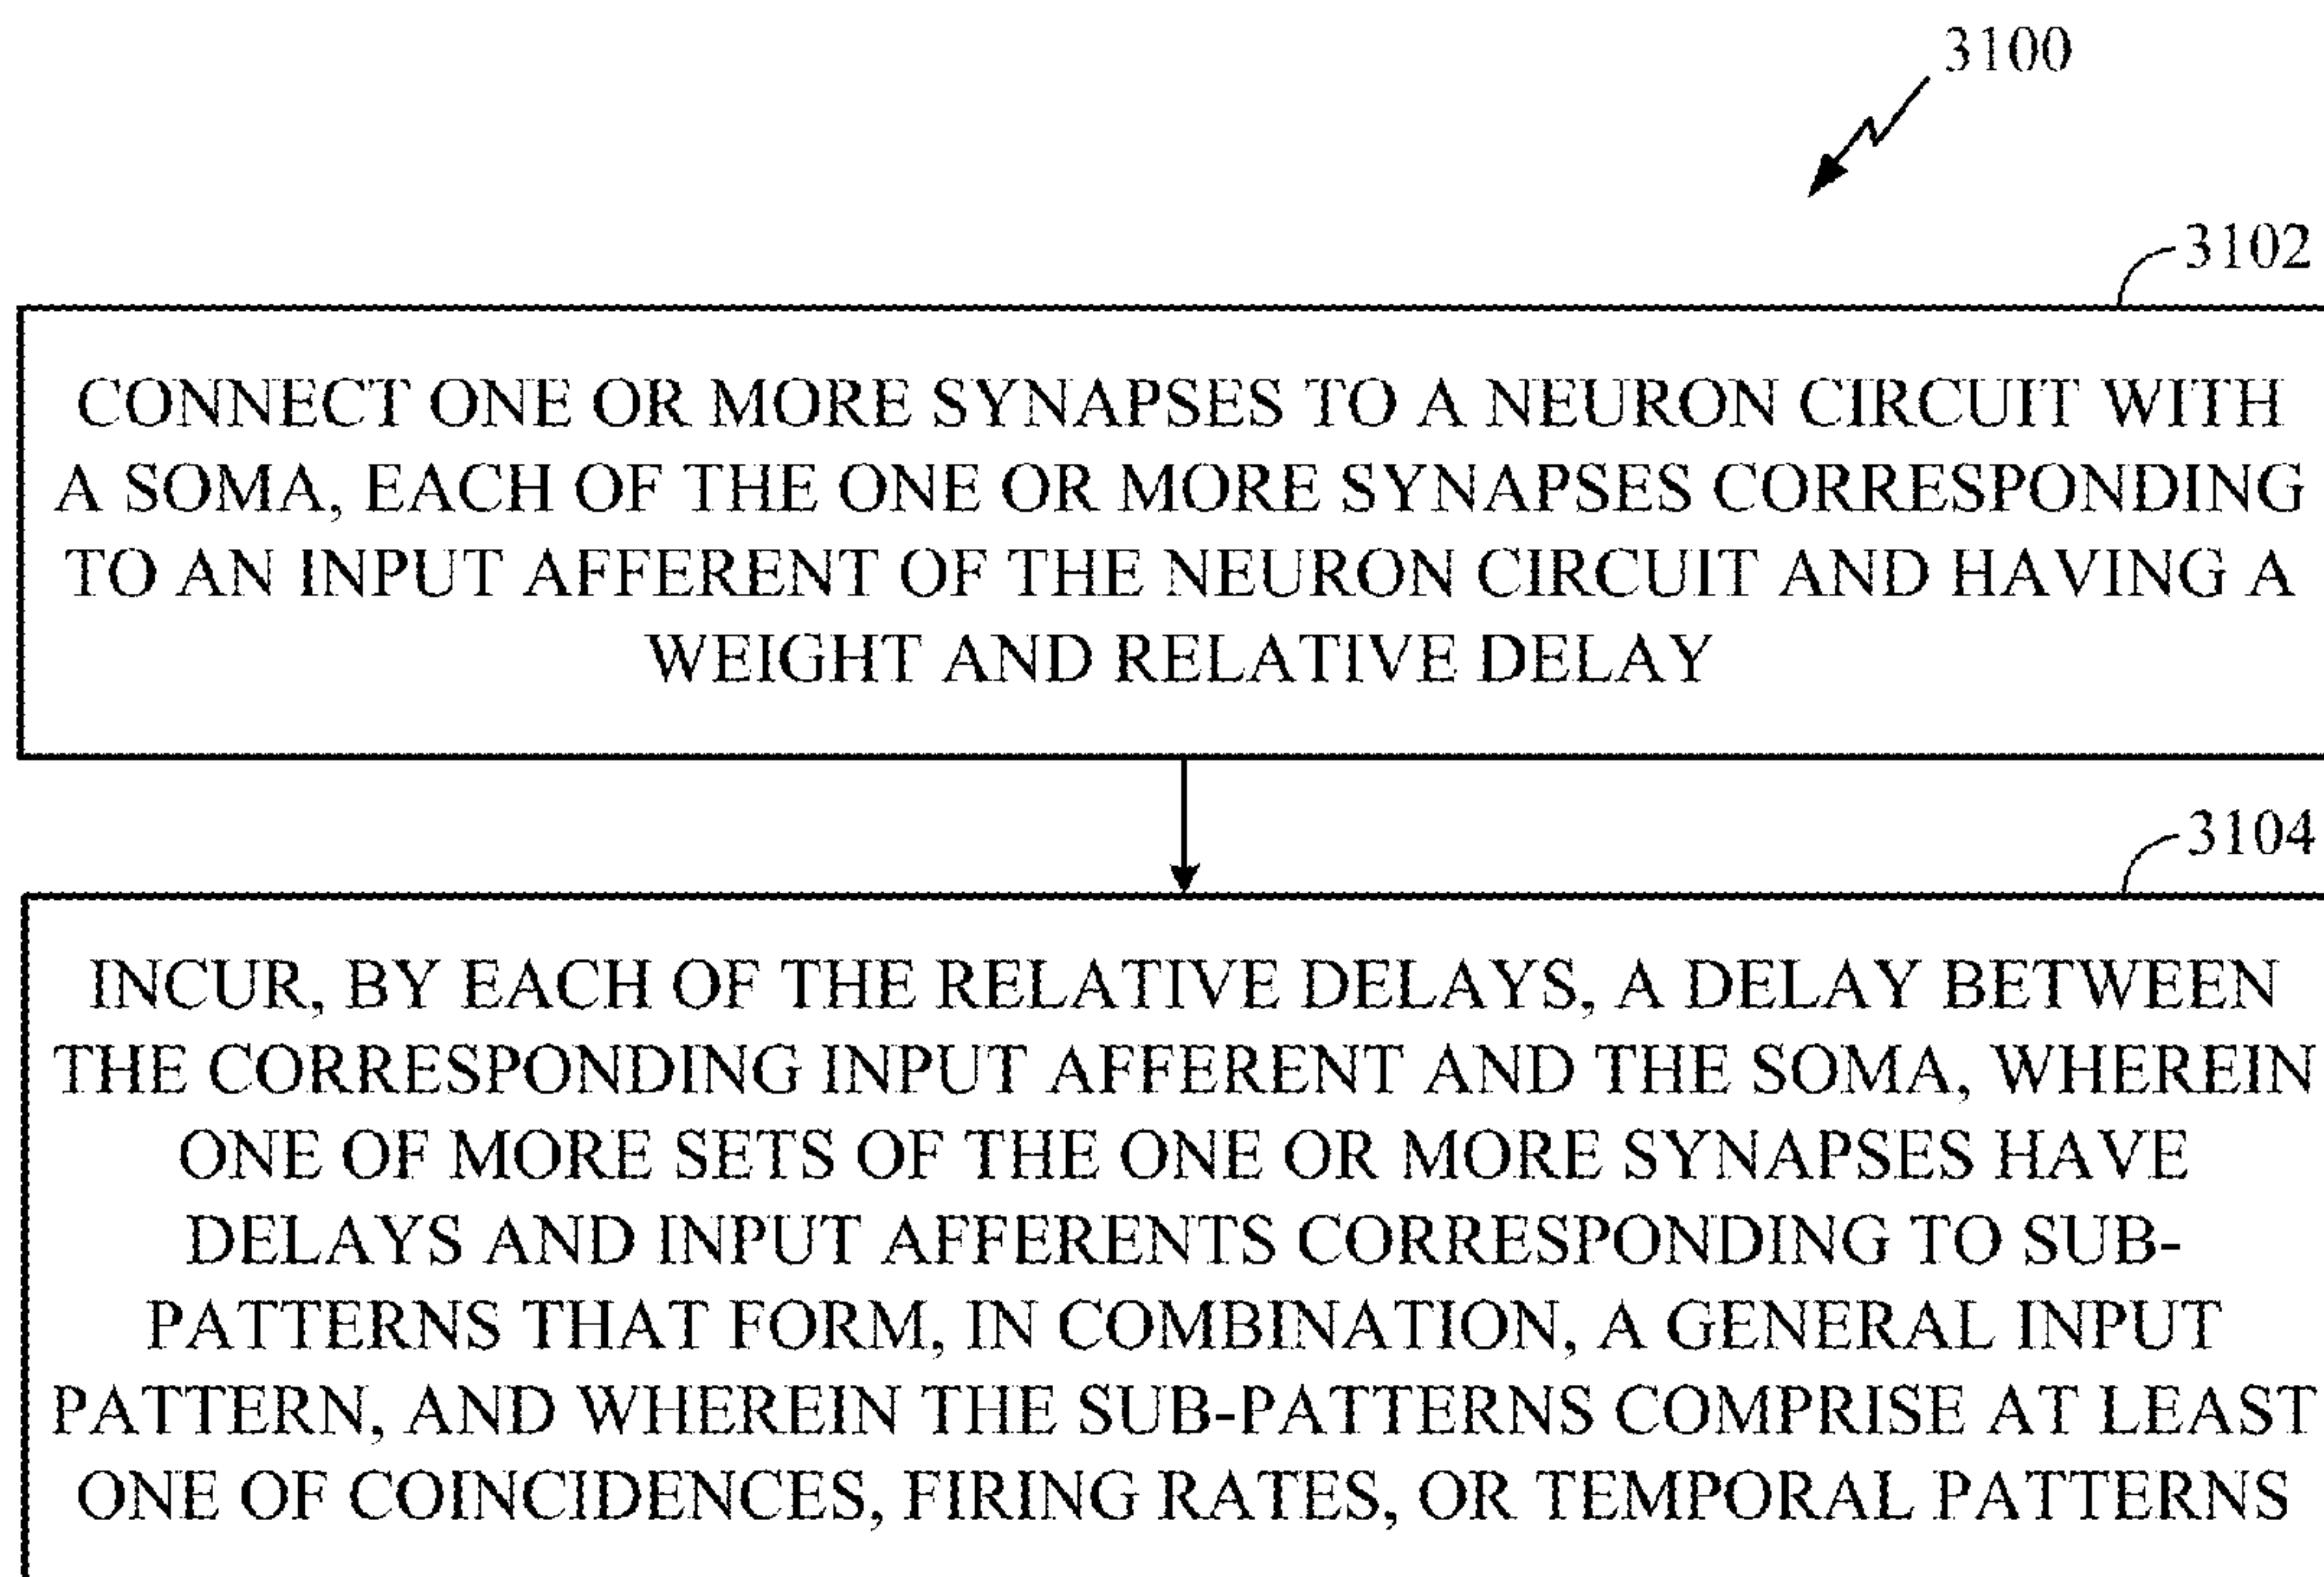 3100
3102
CONNECT ONE OR MORE SYNAPSES TO A NEURON CIRCUIT WITH
A SOMA, EACH OF THE ONE OR MORE SYNAPSES CORRESPONDING
TO AN INPUT AFFERENT OF THE NEURON CIRCUIT AND HAVING A
WEIGHT AND RELATIVE DELAY
3104
INCUR, BY EACH OF THE RELATIVE DELAYS, A DELAY BETWEEN
THE CORRESPONDING INPUT AFFERENT AND THE SOMA, WHEREIN
ONE OF MORE SETS OF THE ONE OR MORE SYNAPSES HAVE
DELAYS AND INPUT AFFERENTS CORRESPONDING TO SUB-
PATTERNS THAT FORM, IN COMBINATION, A GENERAL INPUT
PATTERN, AND WHEREIN THE SUB-PATTERNS COMPRISE AT LEAST
ONE OF COINCIDENCES, FIRING RATES, OR TEMPORAL PATTERNS